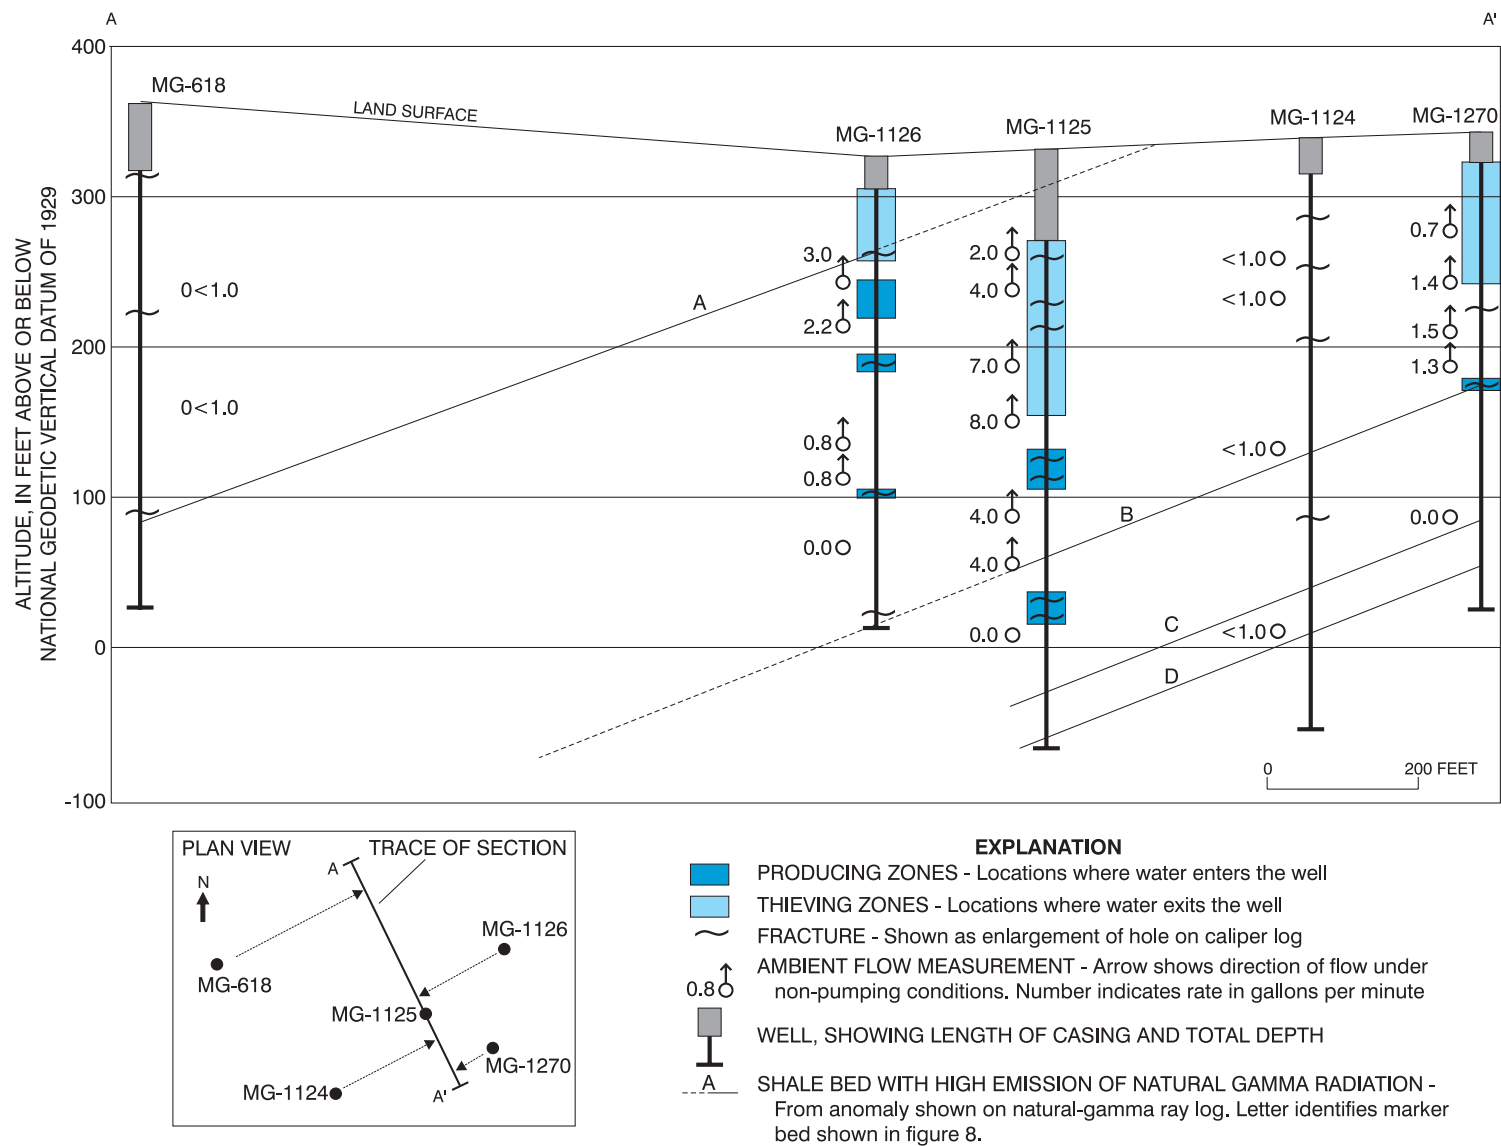 A
A'
400
300
200
100
0
-100
ALTITUDE, IN FEET ABOVE OR BELOW
NATIONAL GEODETIC VERTICAL DATUM OF 1929
MG-618
LAND SURFACE
MG-1126
MG-1125
MG-1124
MG-1270
0<1.0
0<1.0
A
3.0
2.2
0.8
0.8
0.0
2.0
4.0
7.0
8.0
4.0
4.0
0.0
B
C
D
<1.0
<1.0
<1.0
<1.0
0.7
1.4
1.5
1.3
0.0
0
200 FEET
PLAN VIEW
TRACE OF SECTION
A
N
MG-1126
MG-618
MG-1125
MG-1270
MG-1124
A'
EXPLANATION
PRODUCING ZONES - Locations where water enters the well
THIEVING ZONES - Locations where water exits the well
FRACTURE - Shown as enlargement of hole on caliper log
0.8
AMBIENT FLOW MEASUREMENT - Arrow shows direction of flow under
non-pumping conditions. Number indicates rate in gallons per minute
WELL, SHOWING LENGTH OF CASING AND TOTAL DEPTH
A
SHALE BED WITH HIGH EMISSION OF NATURAL GAMMA RADIATION -
From anomaly shown on natural-gamma ray log. Letter identifies marker
bed shown in figure 8.